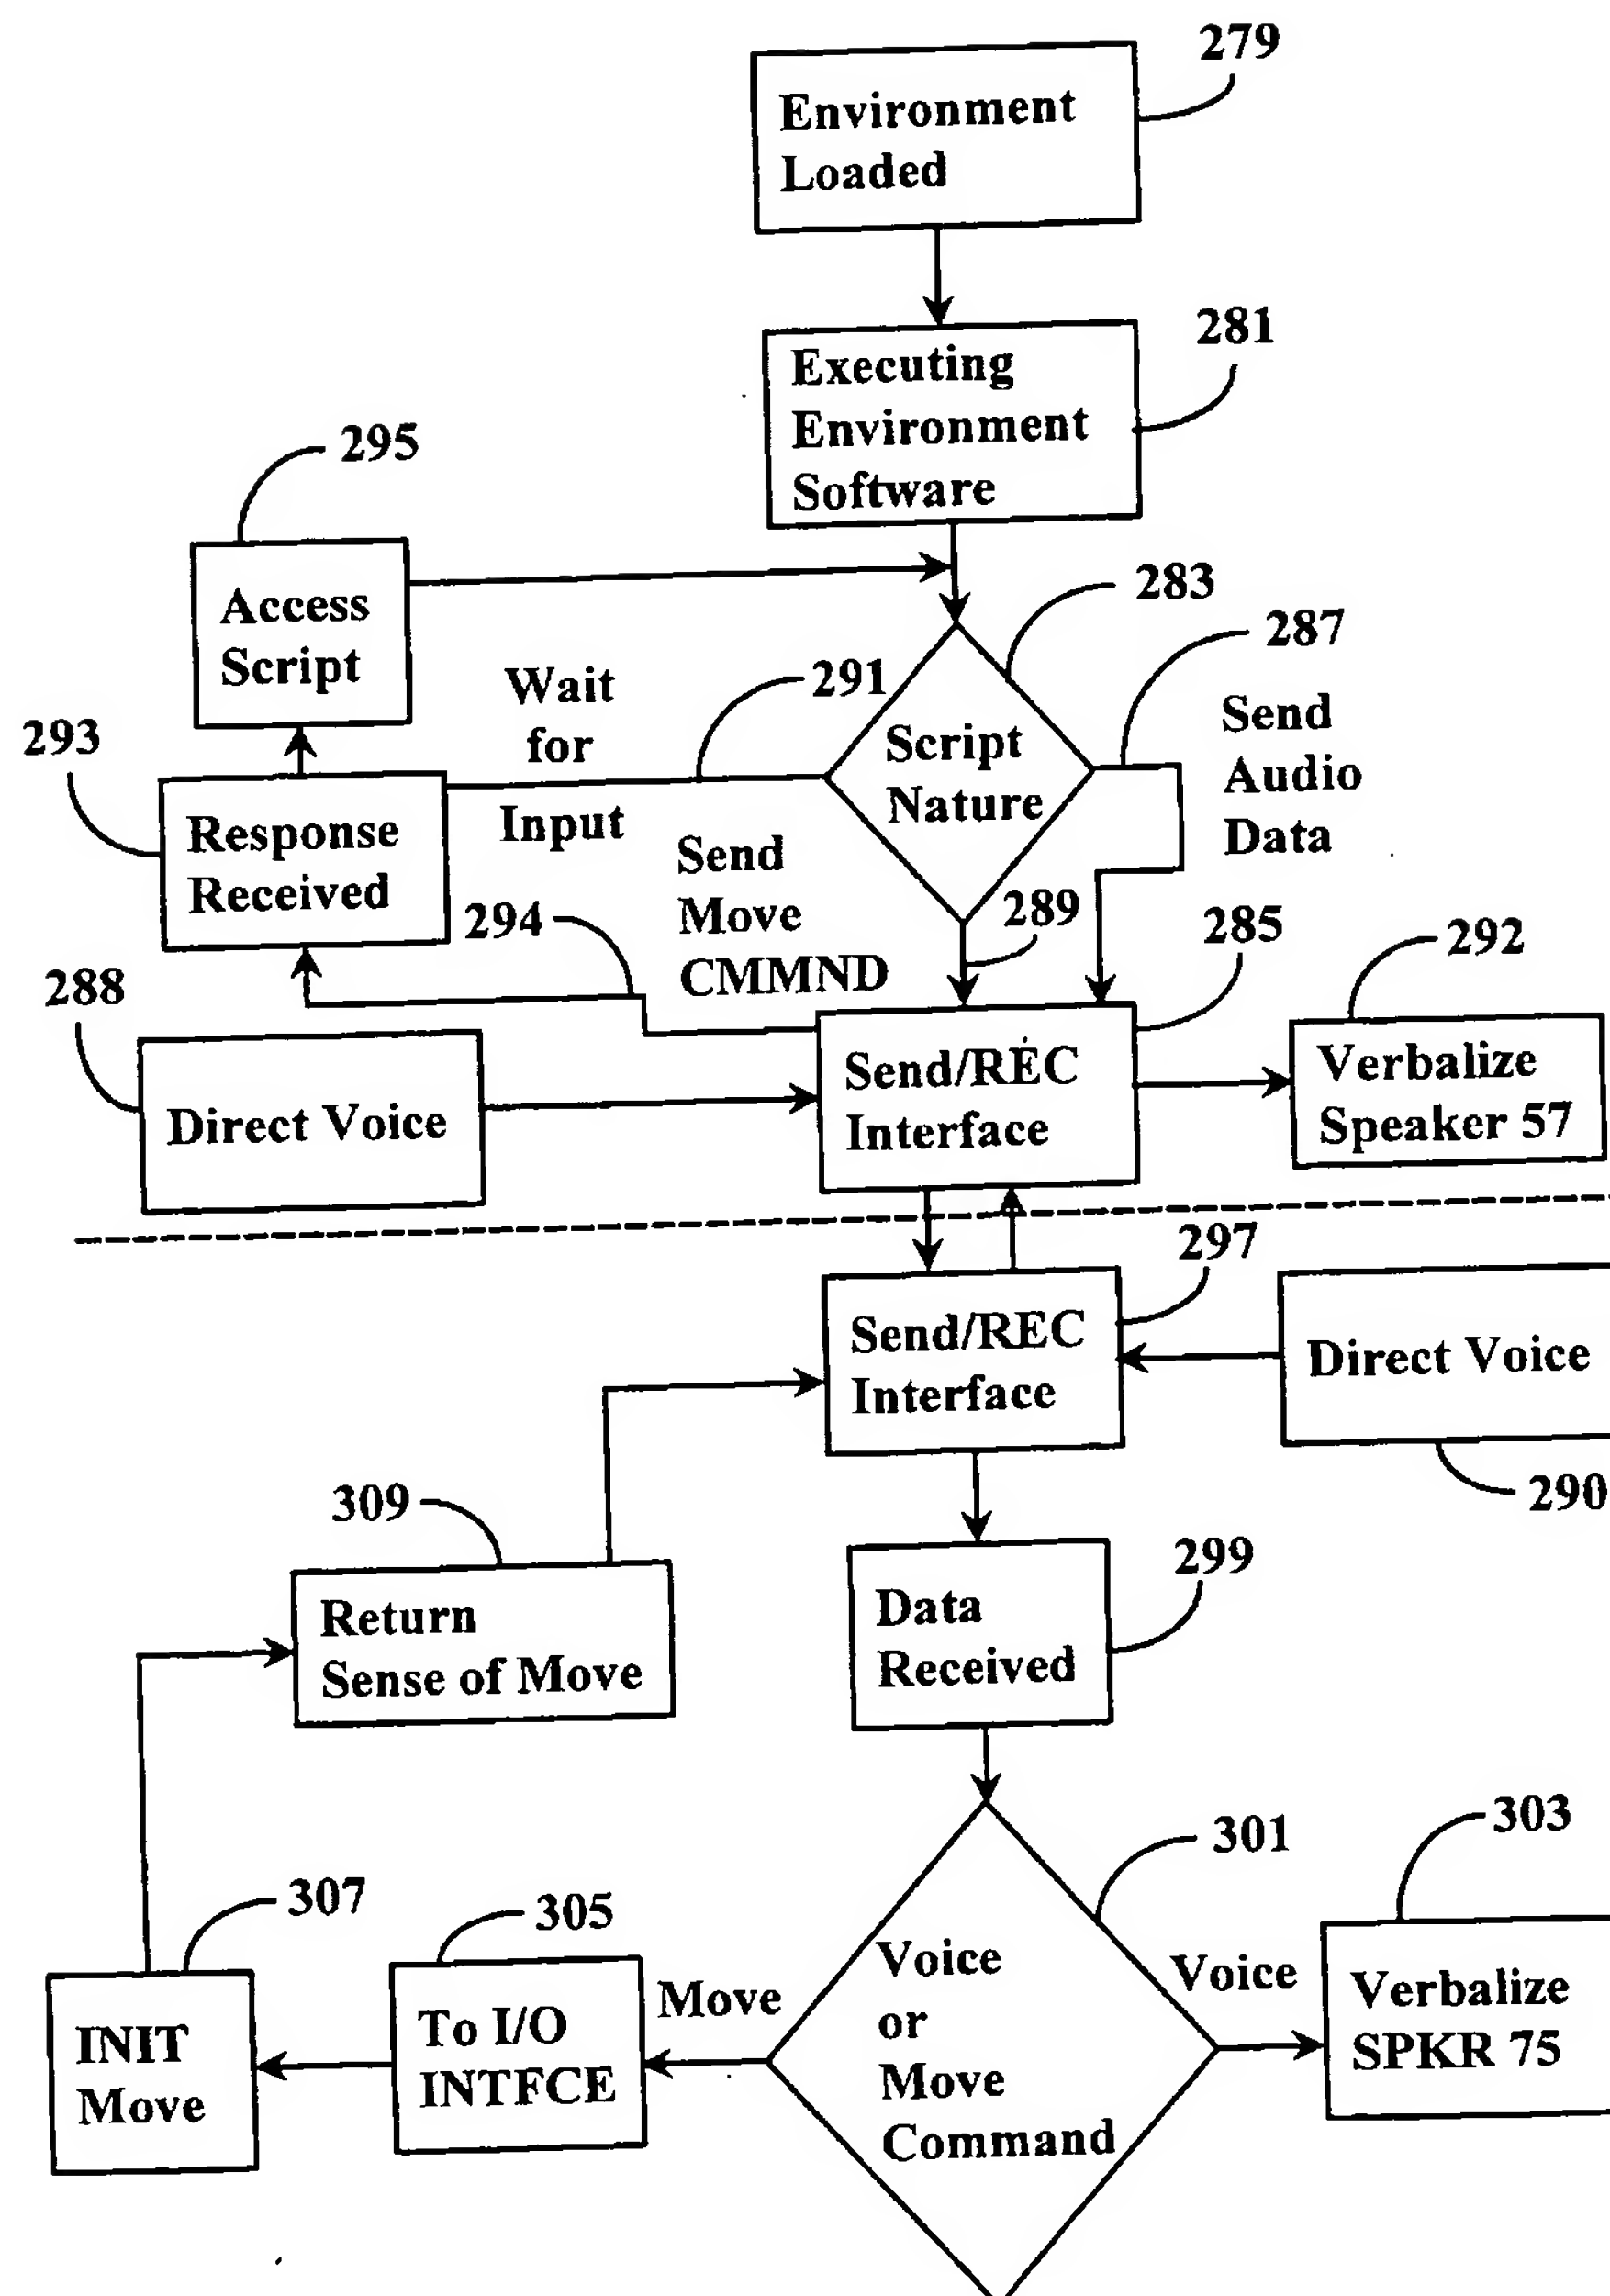 279
Environment
Loaded
281
Executing
Environment
Software
295
Access
Script
283
287
Wait
for
Input
291
Send
Audio
Data
Script
Nature
293
Response
Received
Send
Move
CMMND
294
289
285
292
288
Direct Voice
Send/REC
Interface
Verbalize
Speaker 57
297
Send/REC
Interface
Direct Voice
290
309
Return
Sense of Move
299
Data
Received
301
303
307
305
INIT
Move
To I/O
INTFCE
Move
Voice
or
Move
Command
Voice
Verbalize
SPKR 75